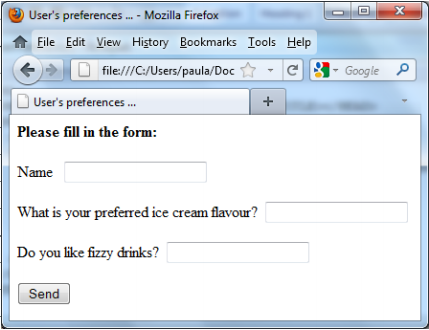 User's preferences ... - Mozilla Firefox
File Edit View History Bookmarks Tools Help
file:///C:/Users/paula/Doc Google
User's preferences ... +
Please fill in the form:
Name
What is your preferred ice cream flavour?
Do you like fizzy drinks?
Send